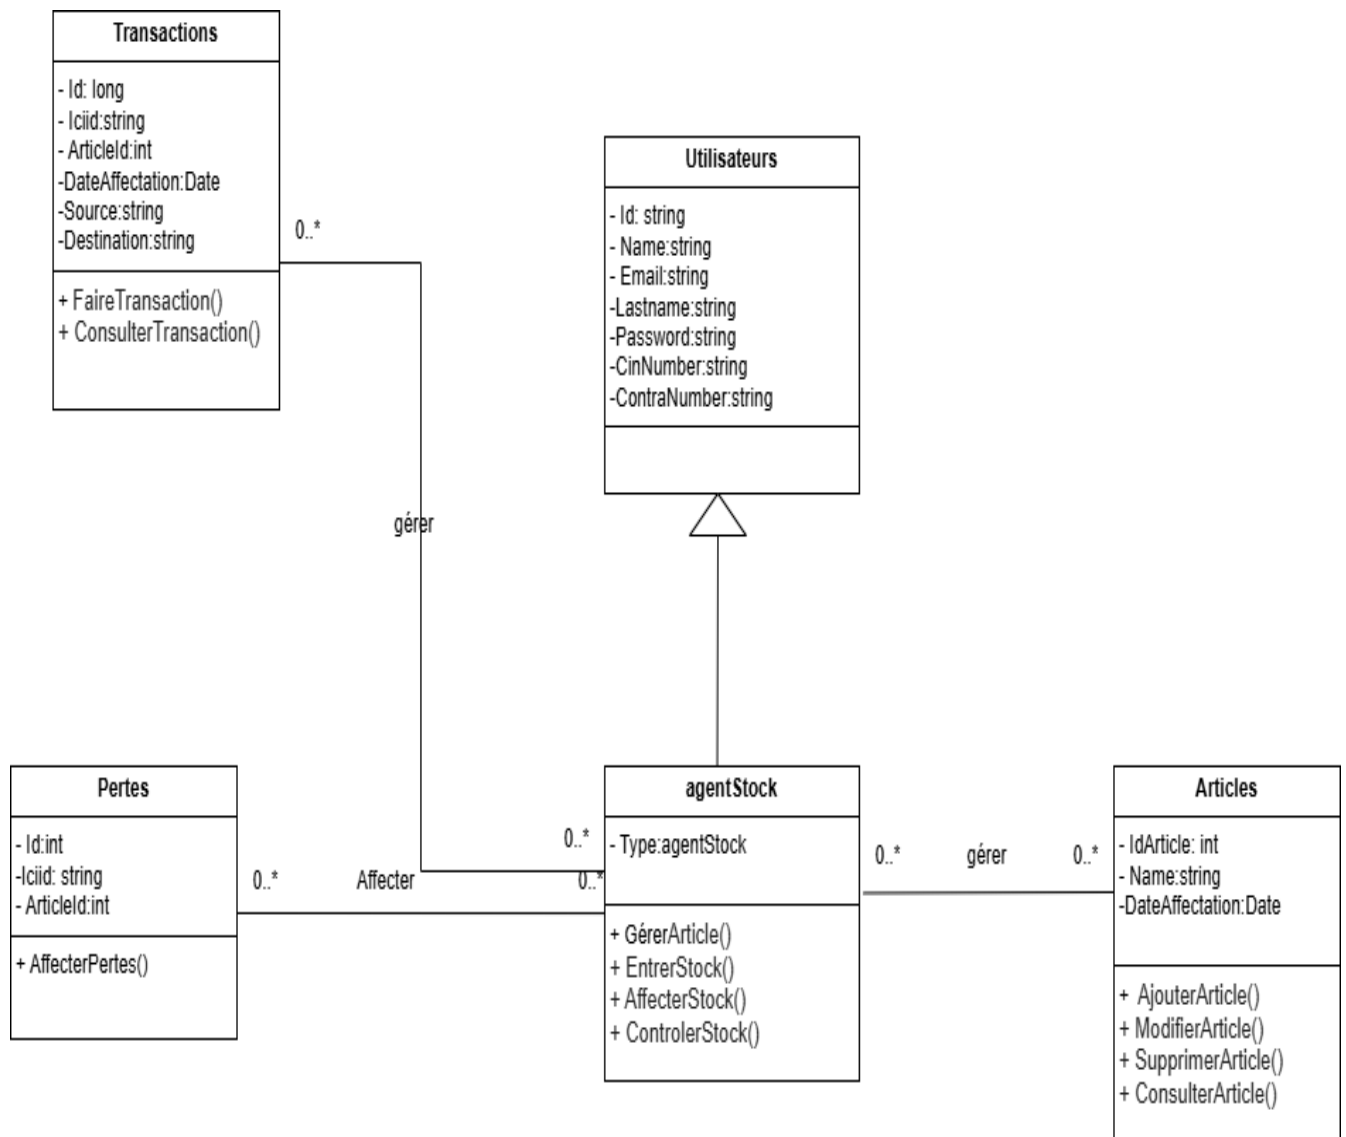 Transactions
- Id: long
- Iciid:string
- ArticleId:int
-DateAffectation:Date
-Source:string
-Destination:string
+ FaireTransaction()
+ ConsulterTransaction()
0..*
Utilisateurs
- Id: string
- Name:string
- Email:string
-Lastname:string
-Password:string
-CinNumber:string
-ContraNumber:string
gérer
Pertes
- Id:int
-Iciid: string
- ArticleId:int
+ AffecterPertes()
0..*
Affecter
0..*
0..*
agentStock
- Type:agentStock
+ GérerArticle()
+ EntrerStock()
+ AffecterStock()
+ ControlerStock()
0..*
gérer
0..*
Articles
- IdArticle: int
- Name:string
-DateAffectation:Date
+ AjouterArticle()
+ ModifierArticle()
+ SupprimerArticle()
+ ConsulterArticle()